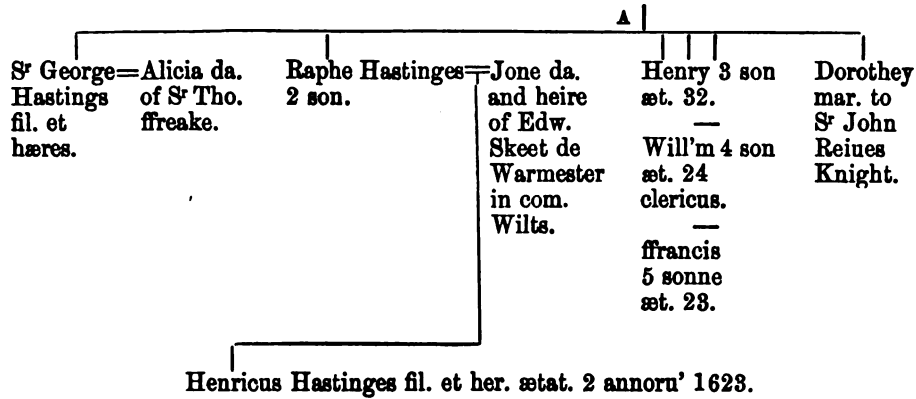 A
Sr George=Alicia da.
Hastings of Sr Tho.
fil. et ffreake.
hæres.
Raphe Hastinges=Jone da.
2 son. and heire
of Edw.
Skeet de
Warmester
in com.
Wilts.
Henry 3 son
æt. 32.
—
Will'm 4 son
æt. 24
clericus.
—
ffrancis
5 sonne
æt. 23.
Dorothey
mar. to
Sr John
Reiues
Knight.
Henricus Hastinges fil. et her. ætat. 2 annoru' 1623.